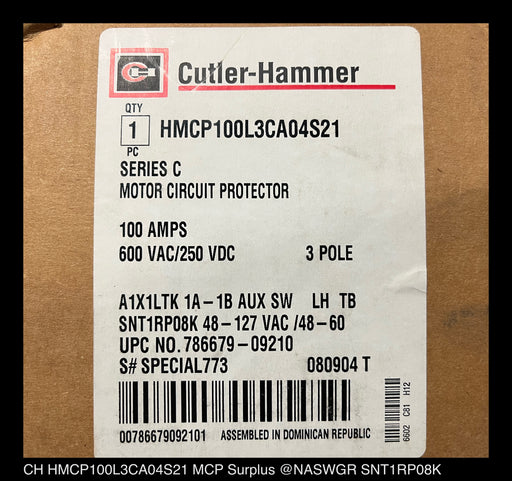 Cutler-Hammer
QTY
1 HMCP100L3CA04S21
PC
SERIES C
MOTOR CIRCUIT PROTECTOR
100 AMPS
600 VAC/250 VDC 3 POLE
A1X1LTK 1A-1B AUX SW LH TB
SNT1RP08K 48-127 VAC /48-60
UPC NO. 786679-09210
S# SPECIAL773 080904 T
00786679092101 ASSEMBLED IN DOMINICAN REPUBLIC
6602 C81 H12
CH HMCP100L3CA04S21 MCP Surplus @NASWGR SNT1RP08K